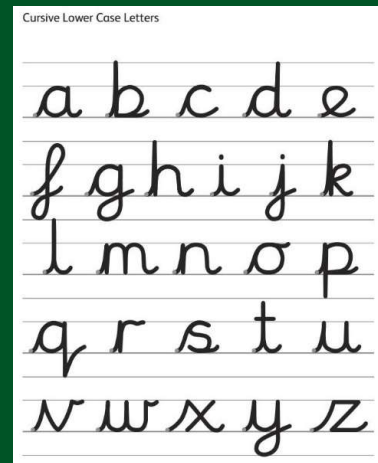 Cursive Lower Case Letters
a b c d e
f g h i j k
l m n o p
q r s t u
v w x y z